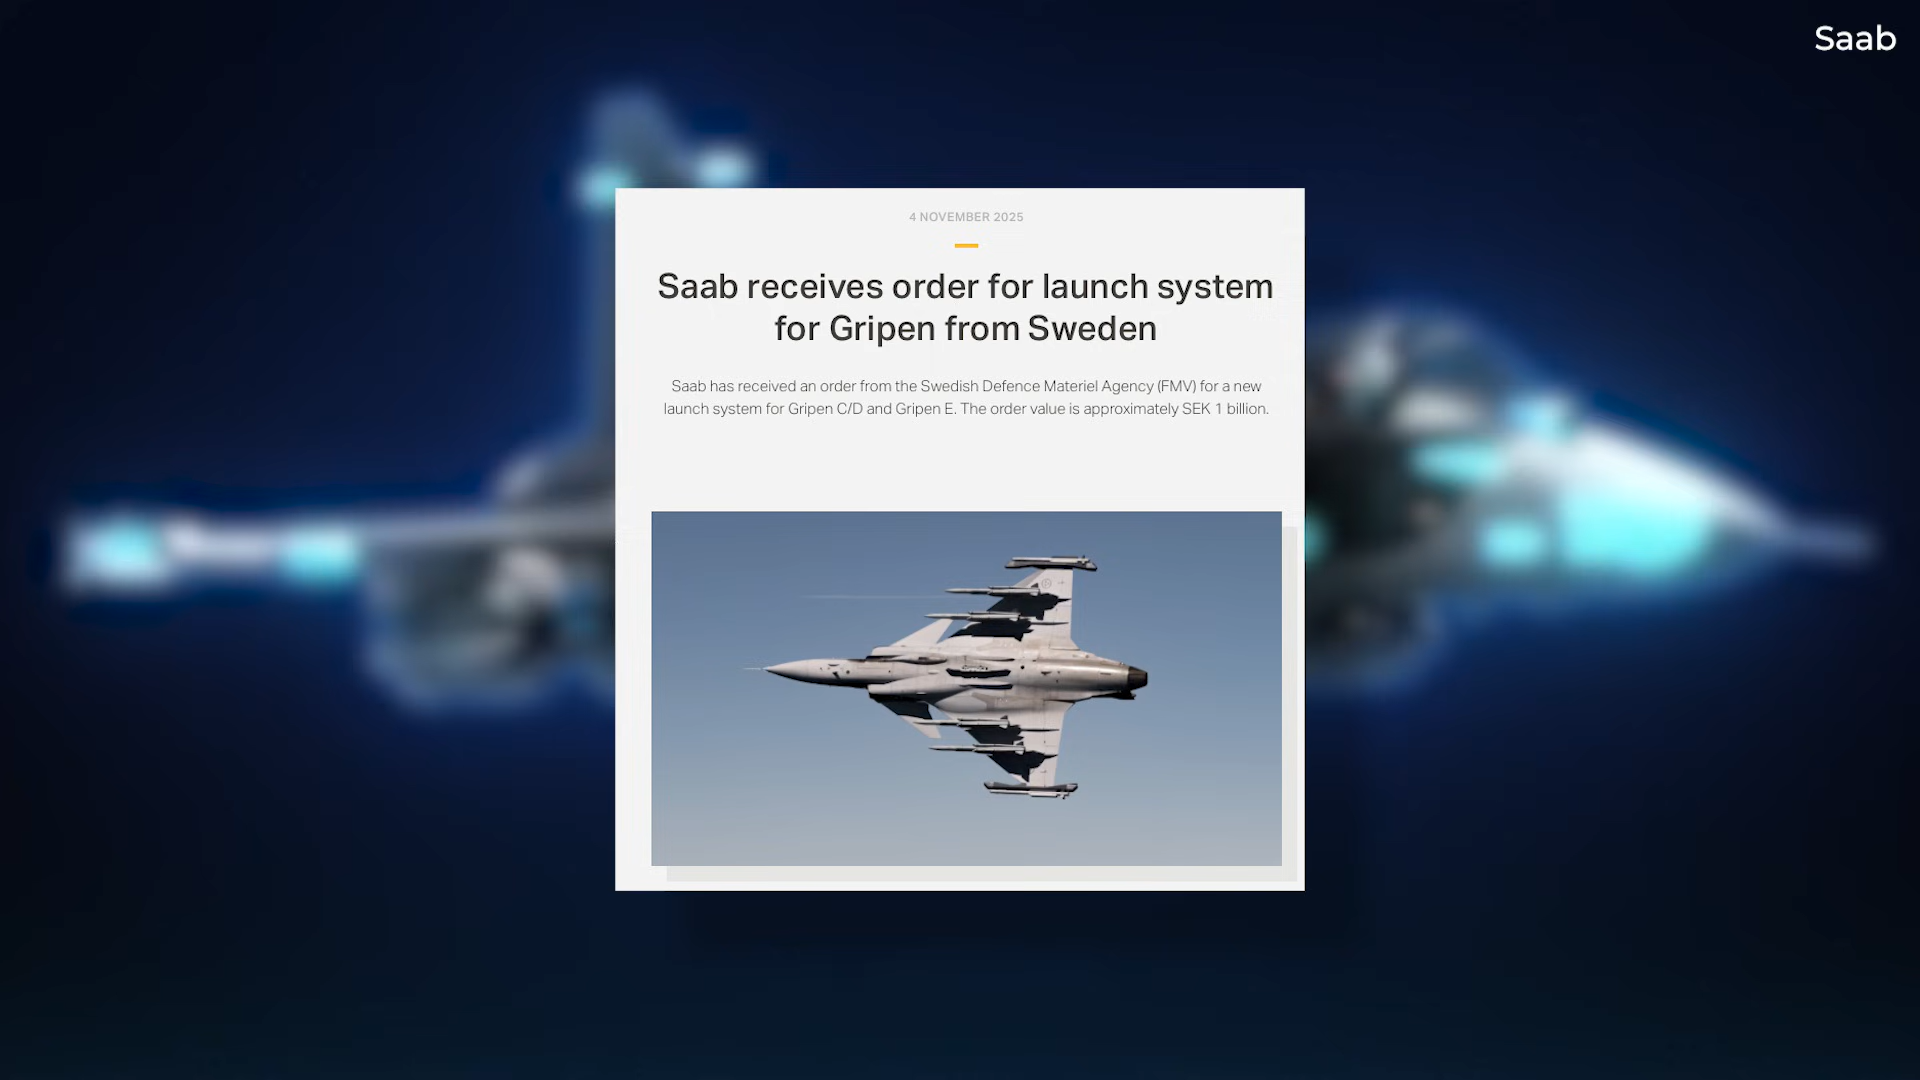 Saab
4 NOVEMBER 2025
Saab receives order for launch system
for Gripen from Sweden
Saab has received an order from the Swedish Defence Materiel Agency (FMV) for a new
launch system for Gripen C/D and Gripen E. The order value is approximately SEK 1 billion.